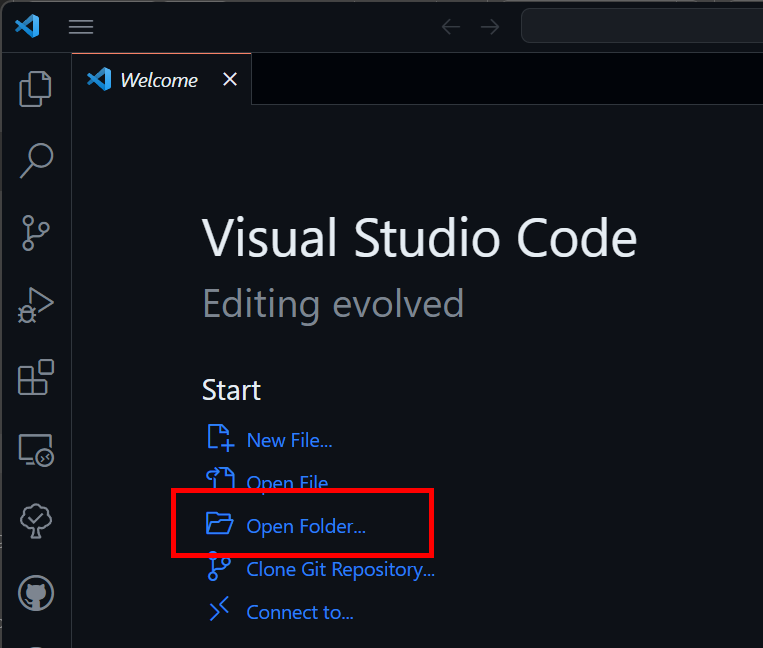 Welcome
Visual Studio Code
Editing evolved
Start
New File...
Open File
Open Folder...
Clone Git Repository...
Connect to...